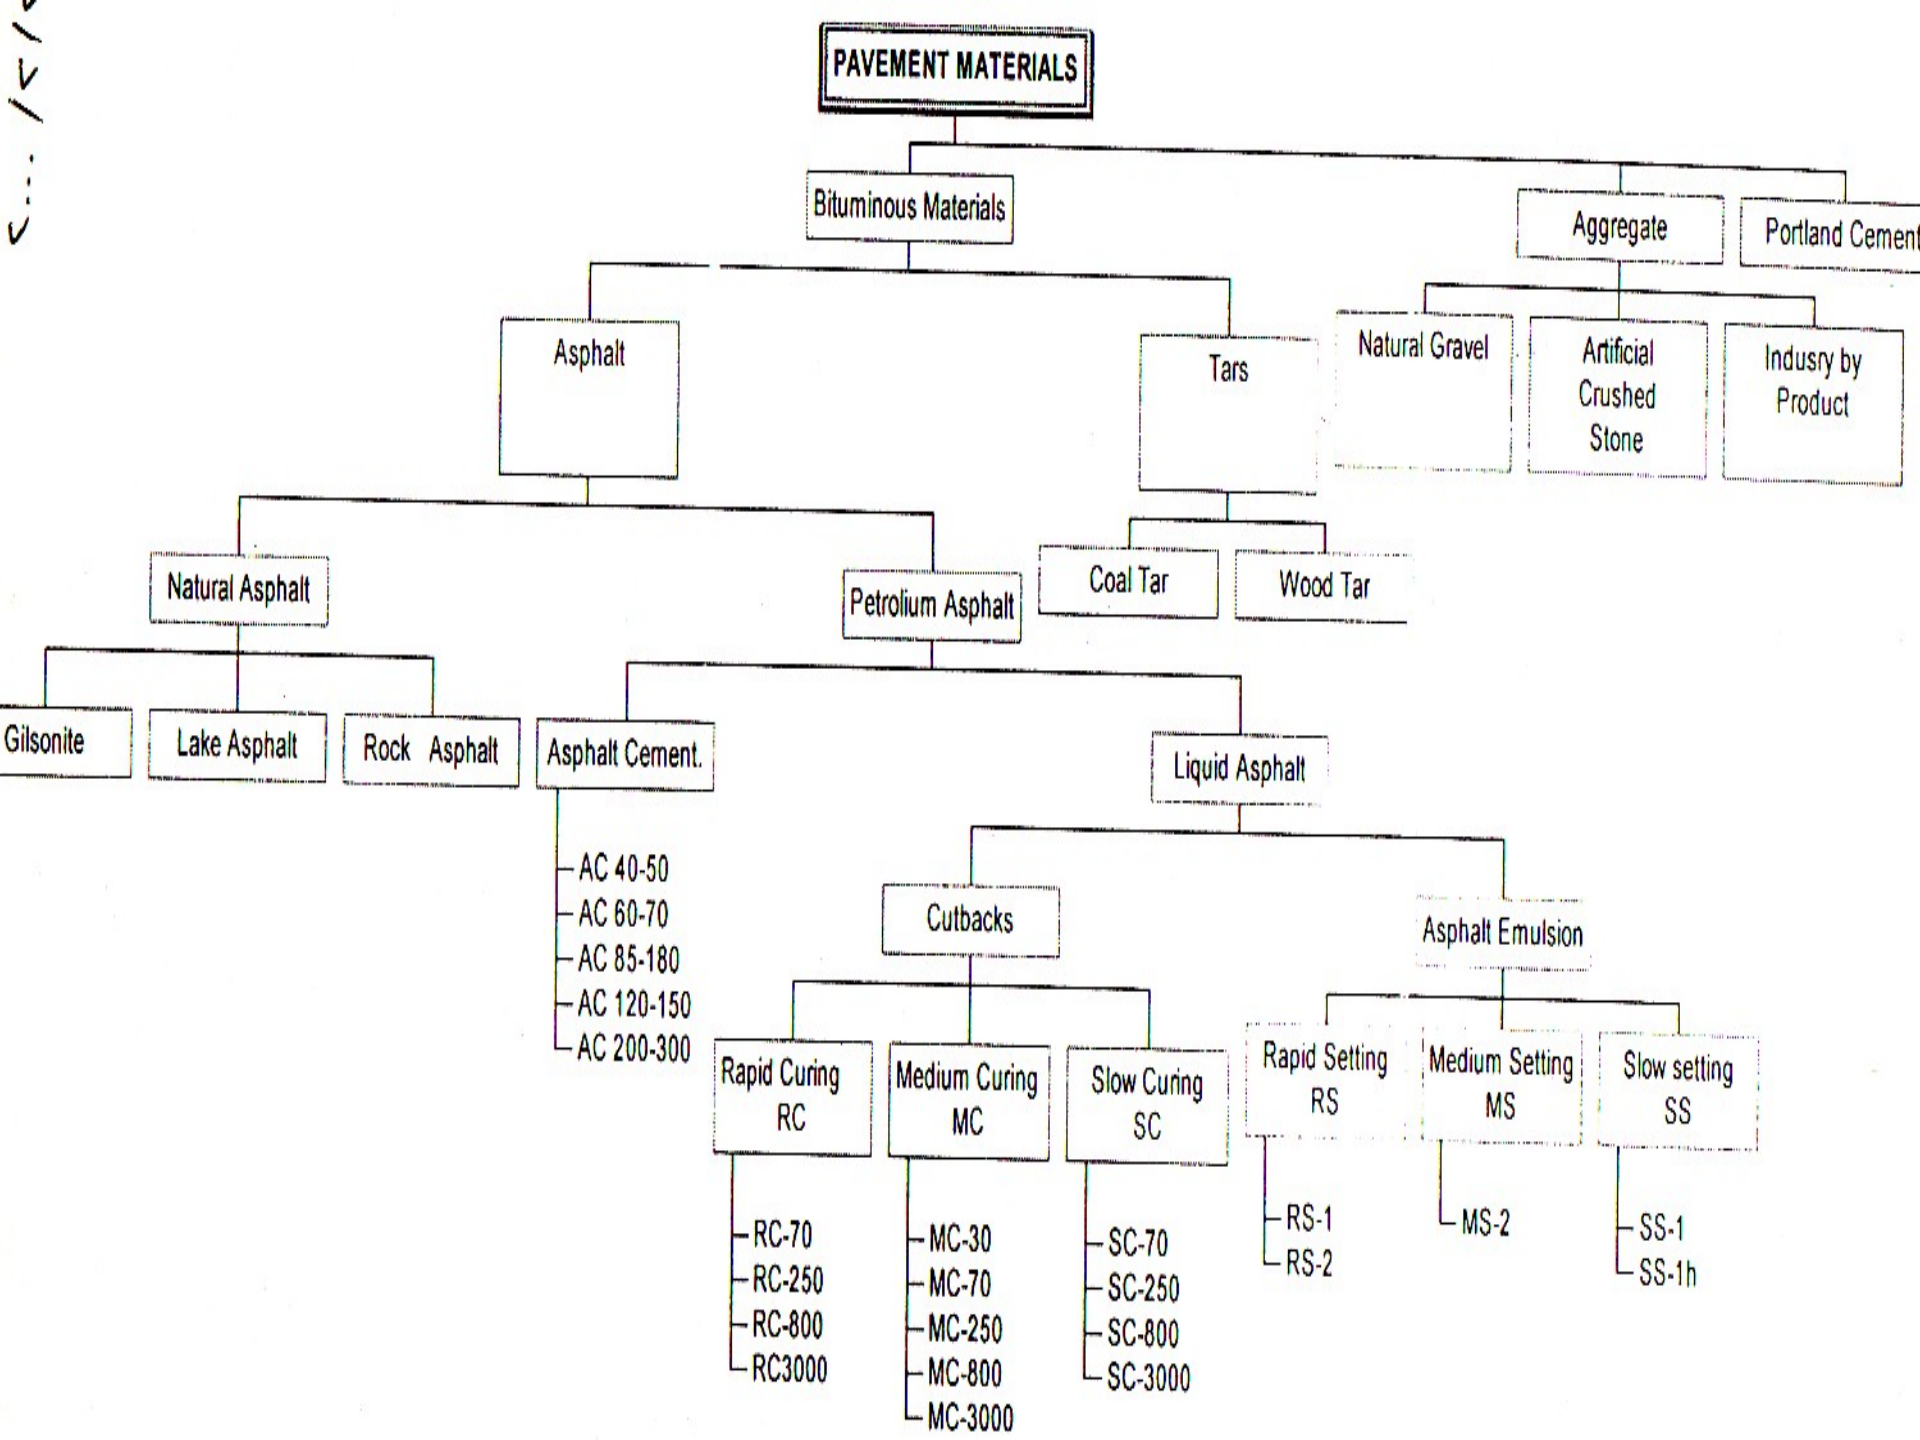 PAVEMENT MATERIALS
Bituminous Materials
Aggregate
Portland Cement
Asphalt
Tars
Natural Gravel
Artificial
Crushed
Stone
Indusry by
Product
Natural Asphalt
Petrolium Asphalt
Coal Tar
Wood Tar
Gilsonite
Lake Asphalt
Rock Asphalt
Asphalt Cement.
Liquid Asphalt
AC 40-50
AC 60-70
AC 85-180
AC 120-150
AC 200-300
Cutbacks
Asphalt Emulsion
Rapid Curing
RC
Medium Curing
MC
Slow Curing
SC
Rapid Setting
RS
Medium Setting
MS
Slow setting
SS
RC-70
RC-250
RC-800
RC3000
MC-30
MC-70
MC-250
MC-800
MC-3000
SC-70
SC-250
SC-800
SC-3000
RS-1
RS-2
MS-2
SS-1
SS-1h